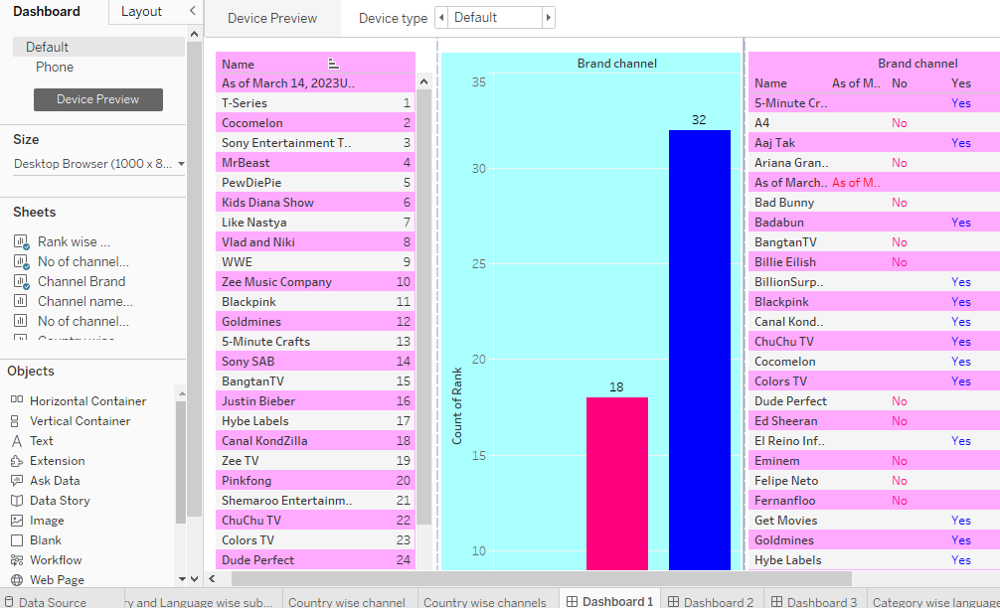 Dashboard
Layout
Default
Phone
Device Preview
Size
Desktop Browser (1000 x 8...
Sheets
Rank wise ...
No of channel...
Channel Brand
Channel name...
No of channel...
Objects
Horizontal Container
Vertical Container
Text
Extension
Ask Data
Data Story
Image
Blank
Workflow
Web Page
Device Preview
Device type
Default
Name
As of March 14, 2023U..
T-Series 1
Cocomelon 2
Sony Entertainment T.. 3
MrBeast 4
PewDiePie 5
Kids Diana Show 6
Like Nastya 7
Vlad and Niki 8
WWE 9
Zee Music Company 10
Blackpink 11
Goldmines 12
5-Minute Crafts 13
Sony SAB 14
BangtanTV 15
Justin Bieber 16
Hybe Labels 17
Canal KondZilla 18
Zee TV 19
Pinkfong 20
Shemaroo Entertainm.. 21
ChuChu TV 22
Colors TV 23
Dude Perfect 24
Brand channel
35
30
25
20
15
10
Count of Rank
18
32
Brand channel
Name As of M.. No Yes
5-Minute Cr.. Yes
A4 No
Aaj Tak Yes
Ariana Gran.. No
As of March.. As of M..
Bad Bunny No
Badabun Yes
BangtanTV No
Billie Eilish No
BillionSurp.. Yes
Blackpink Yes
Canal Kond.. Yes
ChuChu TV Yes
Cocomelon Yes
Colors TV Yes
Dude Perfect No
Ed Sheeran No
El Reino Inf.. Yes
Eminem No
Felipe Neto No
Fernanfloo No
Get Movies Yes
Goldmines Yes
Hybe Labels Yes
Data Source
ry and Language wise sub...
Country wise channel
Country wise channels
Dashboard 1
Dashboard 2
Dashboard 3
Category wise language